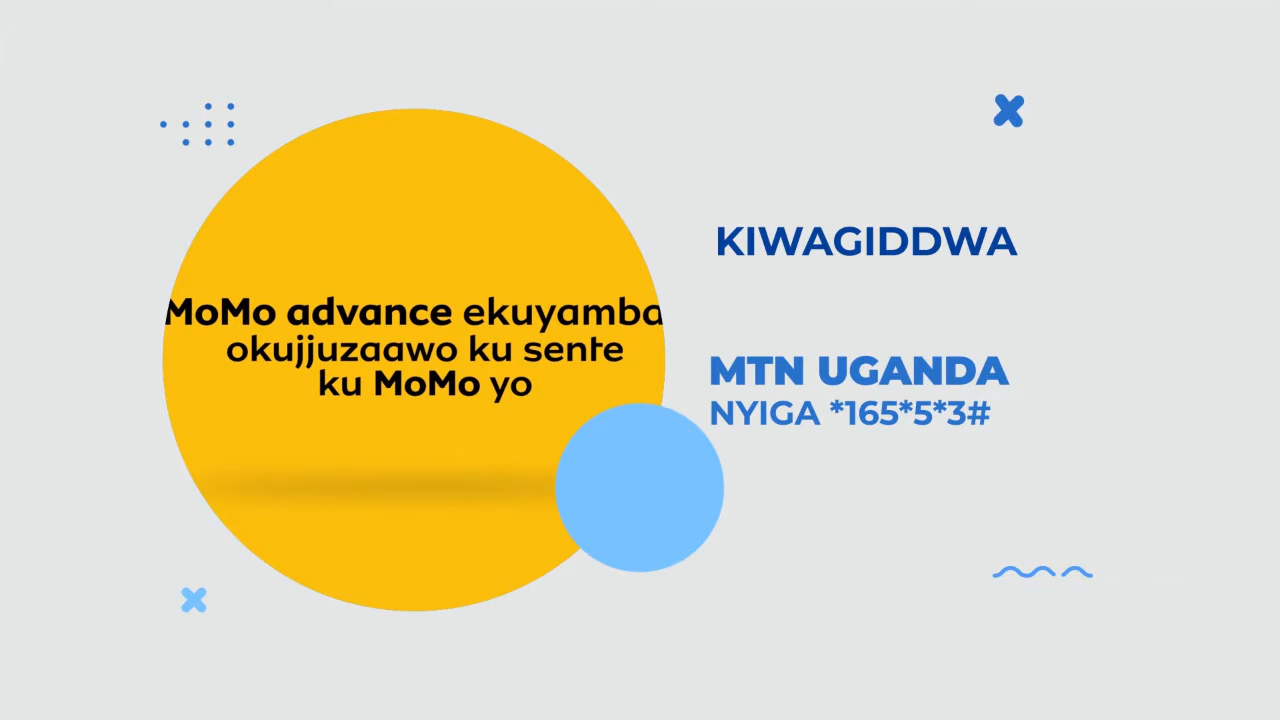 MoMo advance ekuyamba
okujjuzaawo ku sente
ku MoMo yo
KIWAGIDDWA
MTN UGANDA
NYIGA *165*5*3#